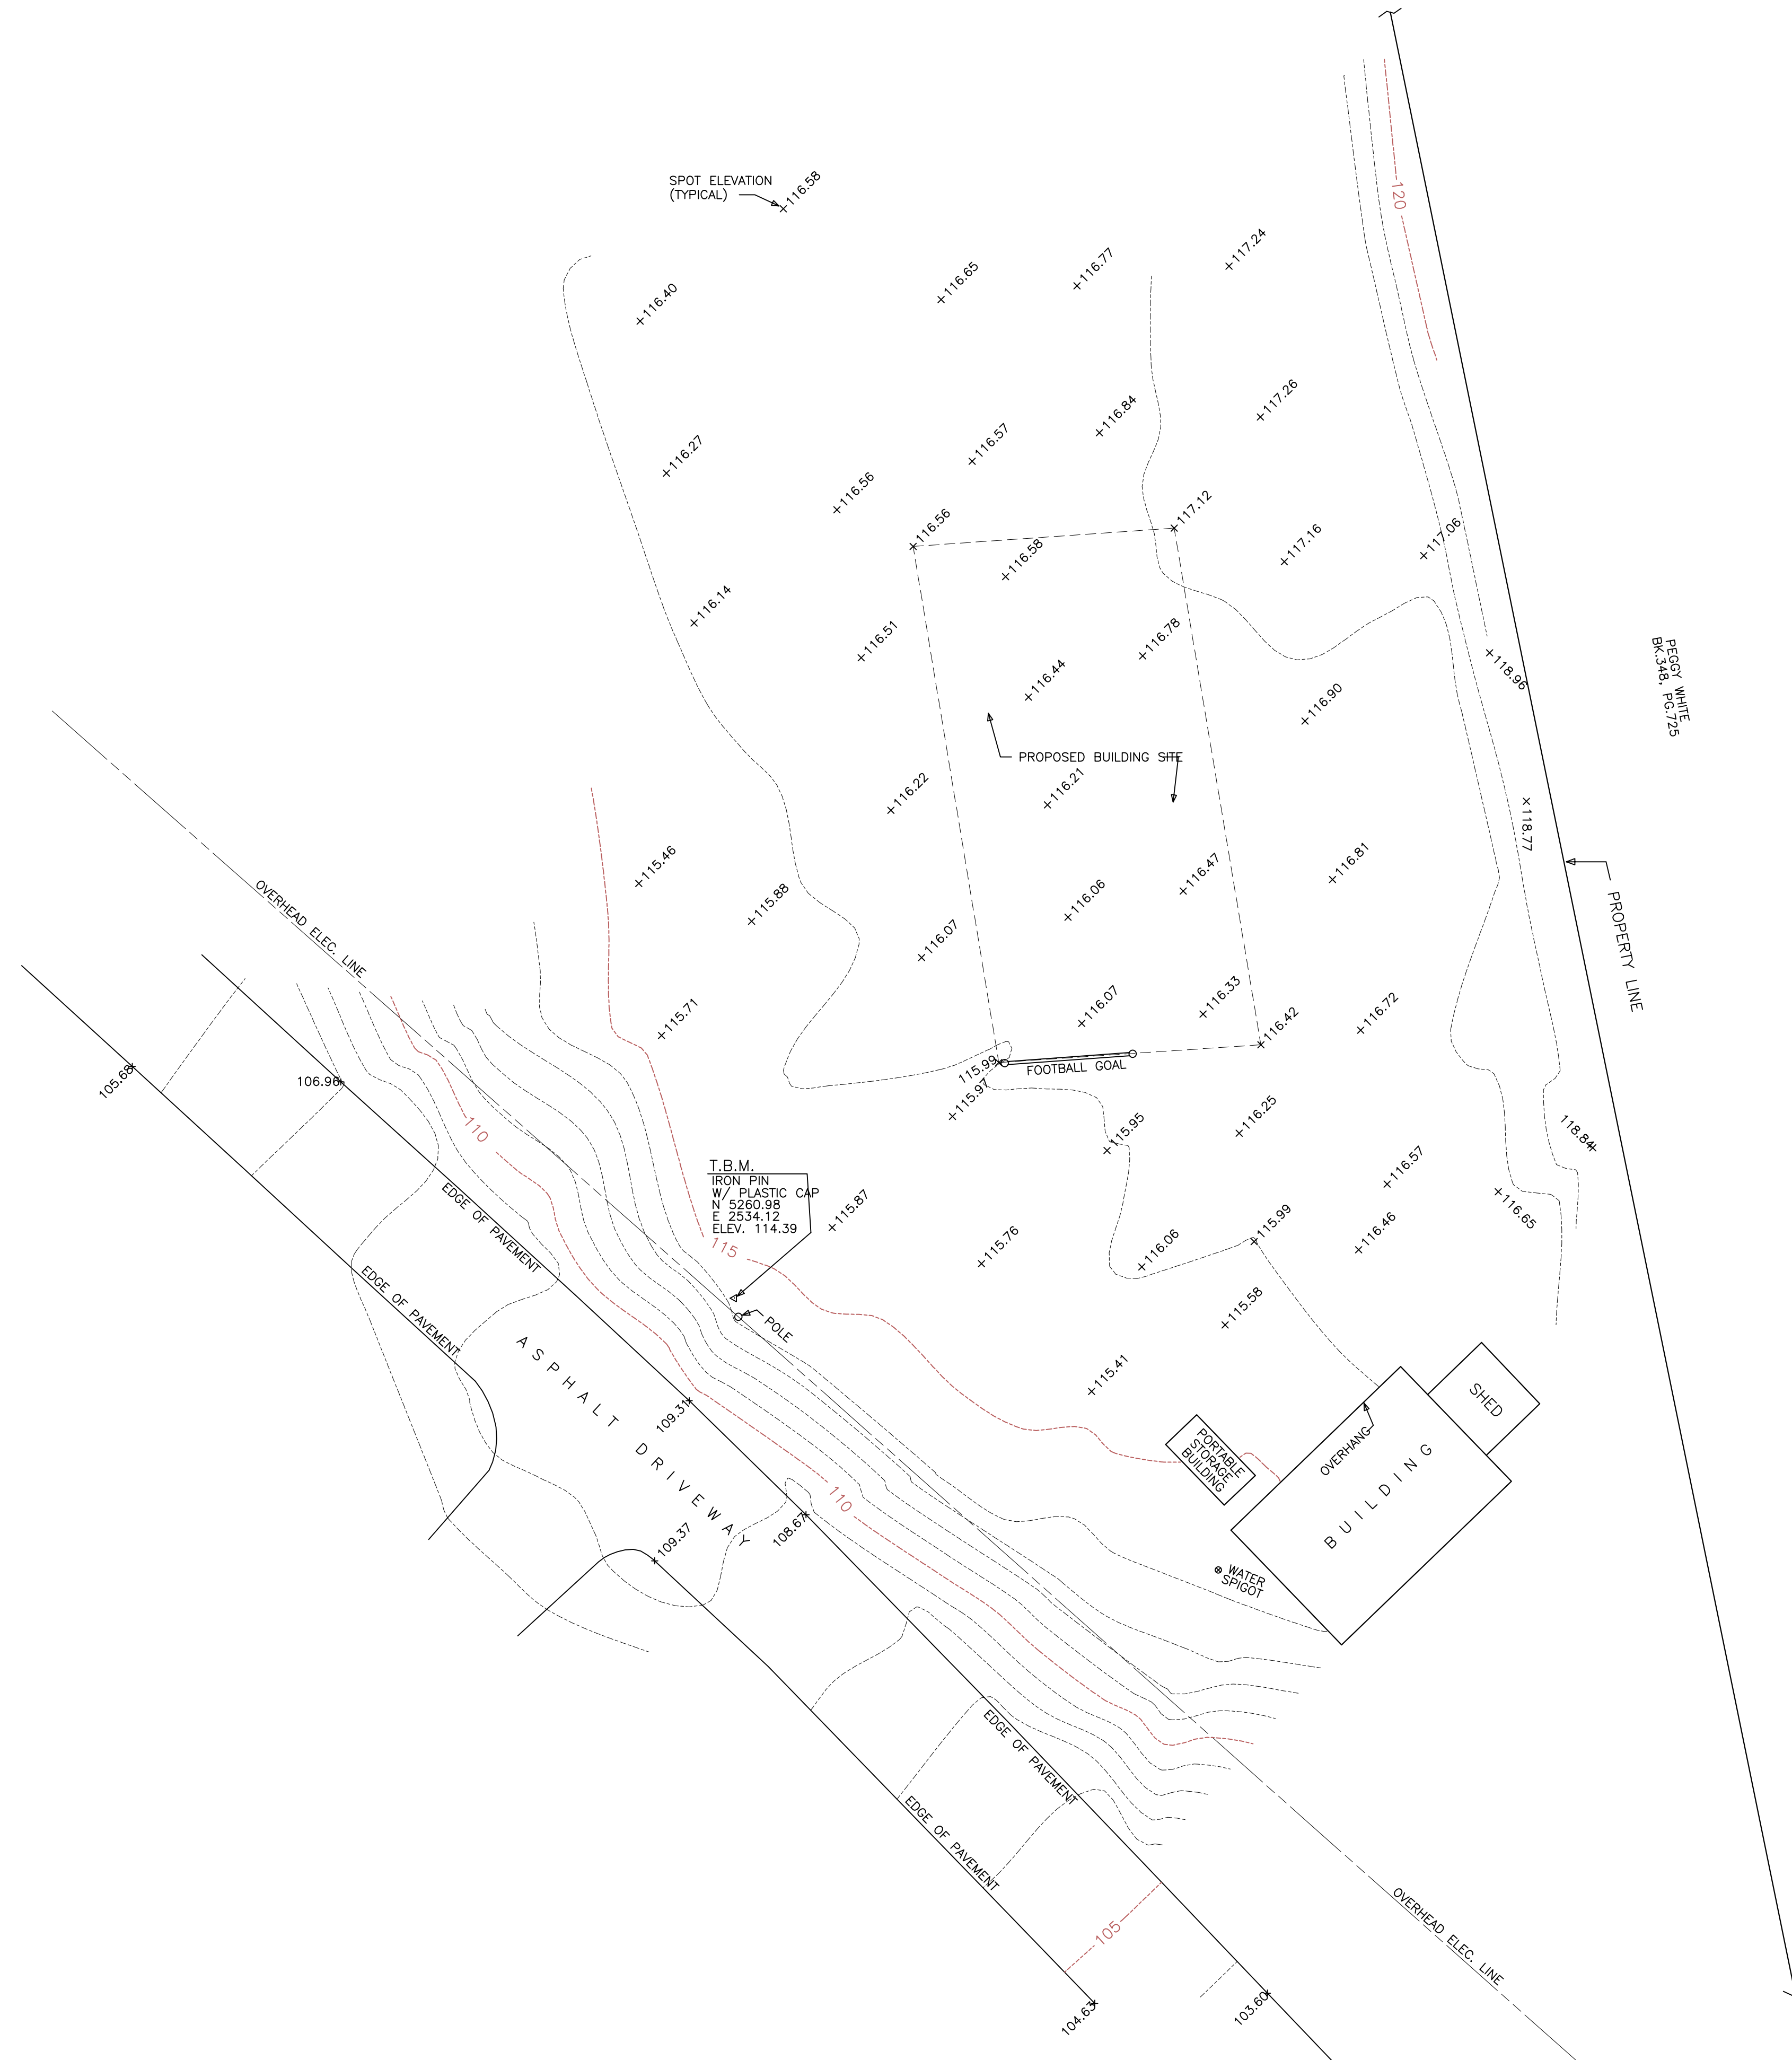 120
SPOT ELEVATION
(TYPICAL)
116.58
117.24
116.77
116.65
116.40
117.26
116.84
116.57
116.27
116.56
116.56
117.12
117.16
117.06
116.58
116.14
116.51
116.78
116.44
118.96
PEGGY WHITE
BK.348, PG.725
116.90
PROPOSED BUILDING SITE
116.22
116.21
118.77
115.46
115.88
116.47
116.81
116.06
PROPERTY LINE
OVERHEAD ELEC. LINE
116.07
115.71
116.07
116.33
116.42
116.72
105.68
106.96
115.99
FOOTBALL GOAL
115.97
110
115.95
116.25
118.84
116.57
116.65
T.B.M.
IRON PIN
W/ PLASTIC CAP
N 5260.98
E 2534.12
ELEV. 114.39
115.87
115
115.76
116.06
115.99
116.46
EDGE OF PAVEMENT
EDGE OF PAVEMENT
POLE
115.58
115.41
ASPHALT DRIVEWAY
109.31
SHED
PORTABLE
STORAGE
BUILDING
OVERHANG
BUILDING
110
108.67
109.37
WATER
SPIGOT
EDGE OF PAVEMENT
EDGE OF PAVEMENT
105
OVERHEAD ELEC. LINE
104.63
103.60